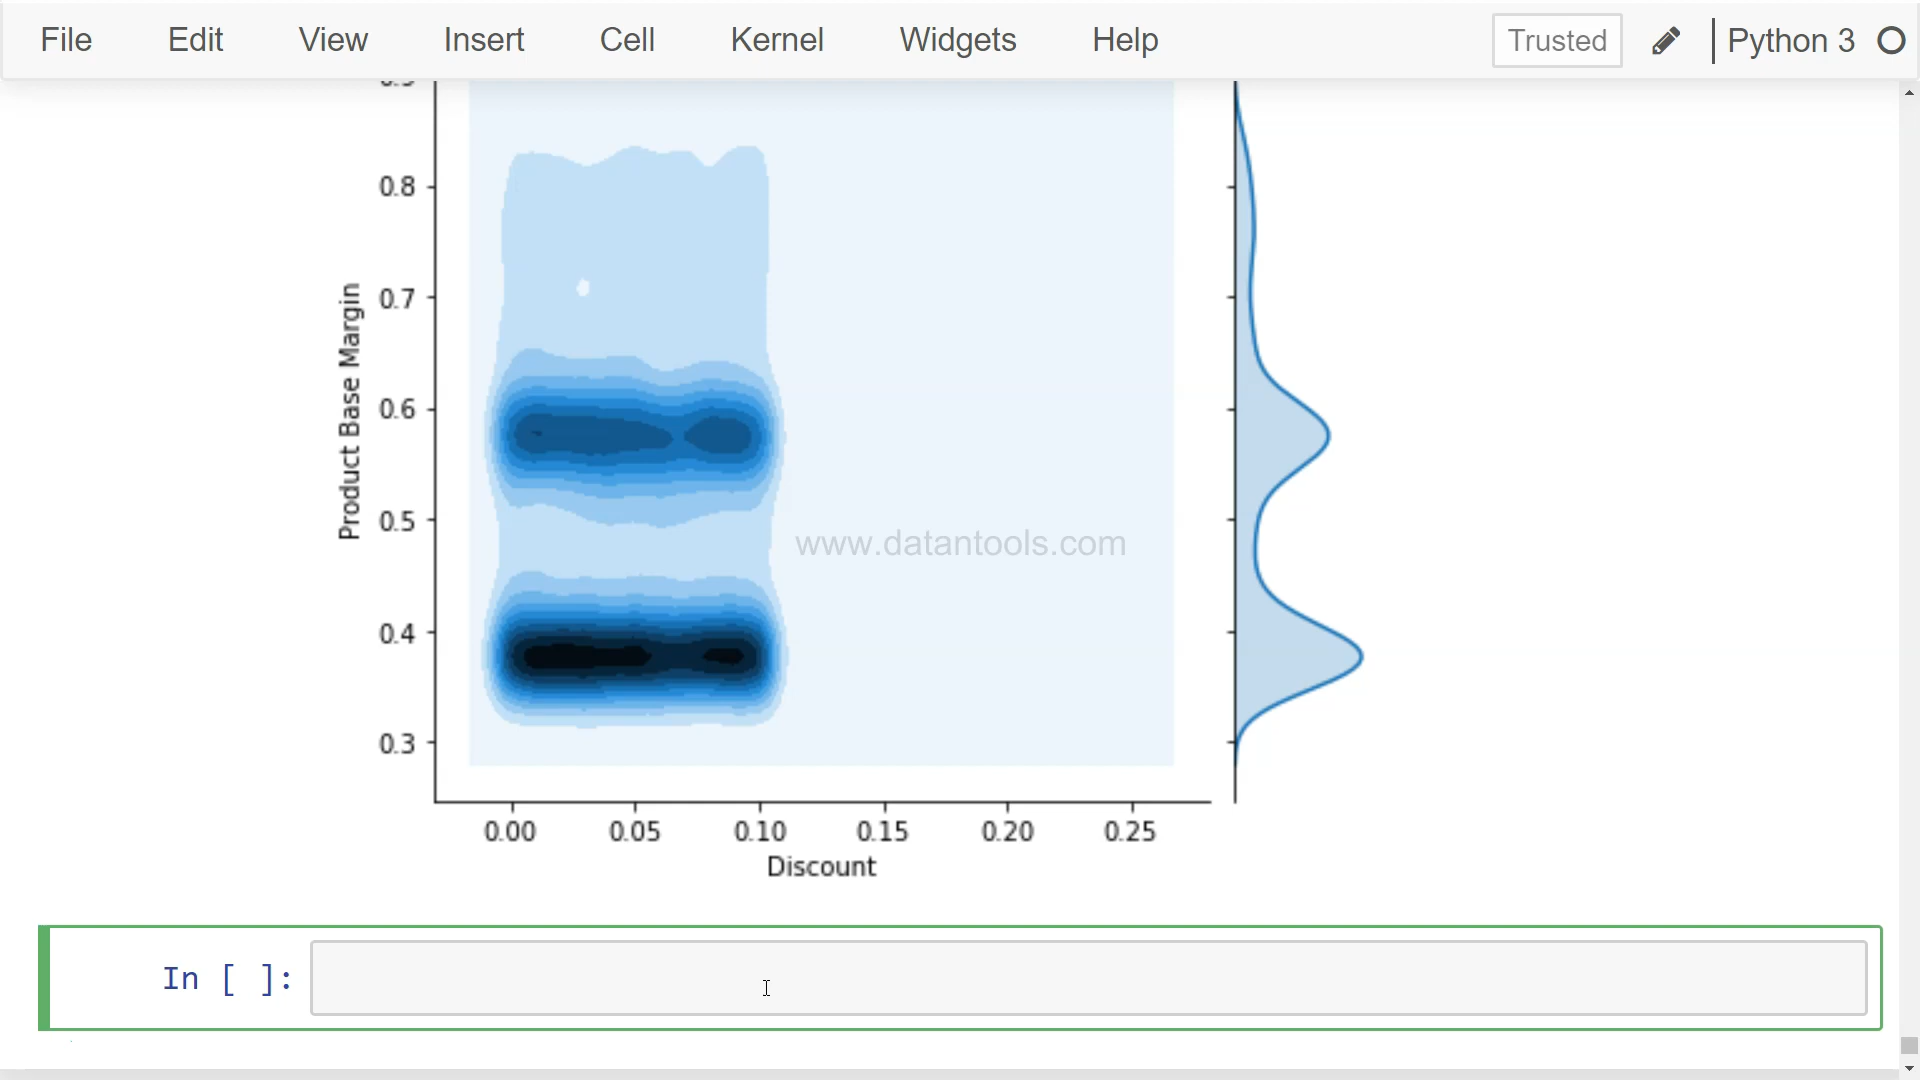 File Edit View Insert Cell Kernel Widgets Help Trusted Python 3
0.8
0.7
0.6
0.5
0.4
0.3
Product Base Margin
www.datantools.com
0.00 0.05 0.10 0.15 0.20 0.25
Discount
In [ ]: